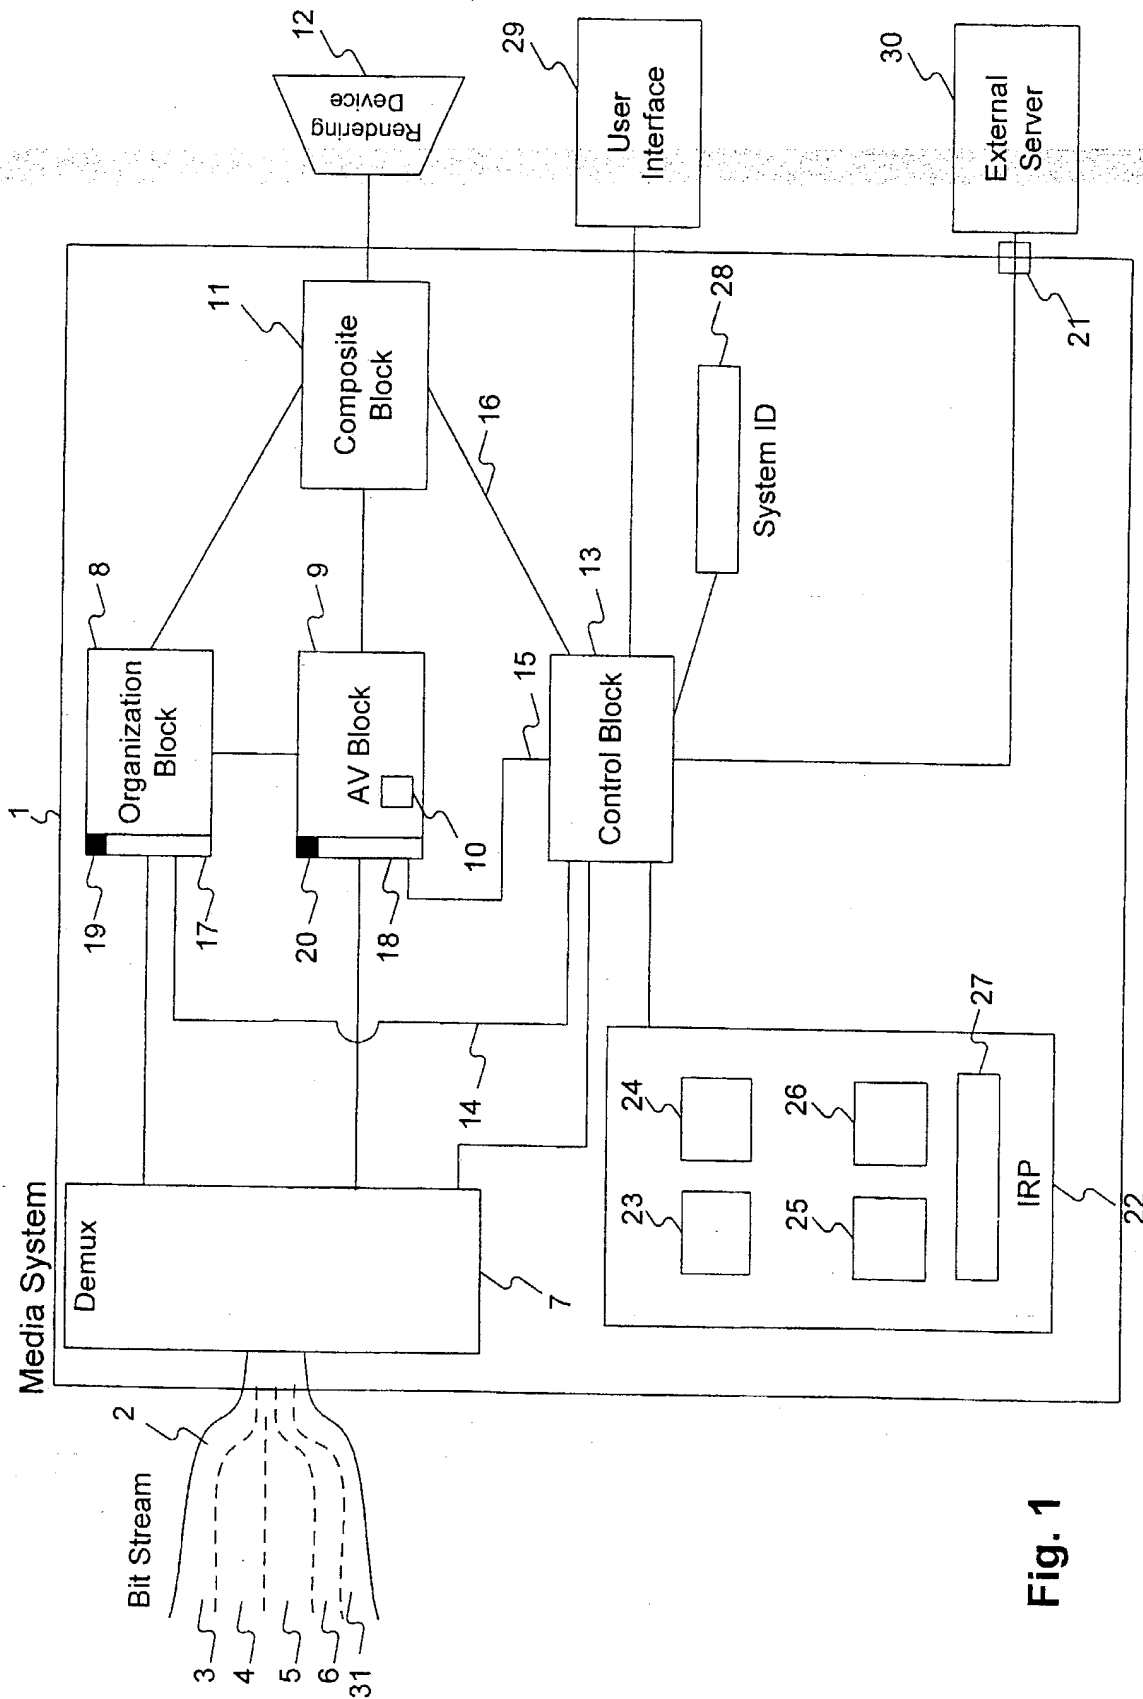 Media System
1
Bit Stream
2
3
4
5
6
31
Demux
7
19
17
Organization
Block
8
20
18
AV Block
9
10
14
15
Control Block
13
16
Composite
Block
11
Rendering
Device
12
User
Interface
29
External
Server
30
21
System ID
28
23
24
25
26
27
IRP
22
Fig. 1